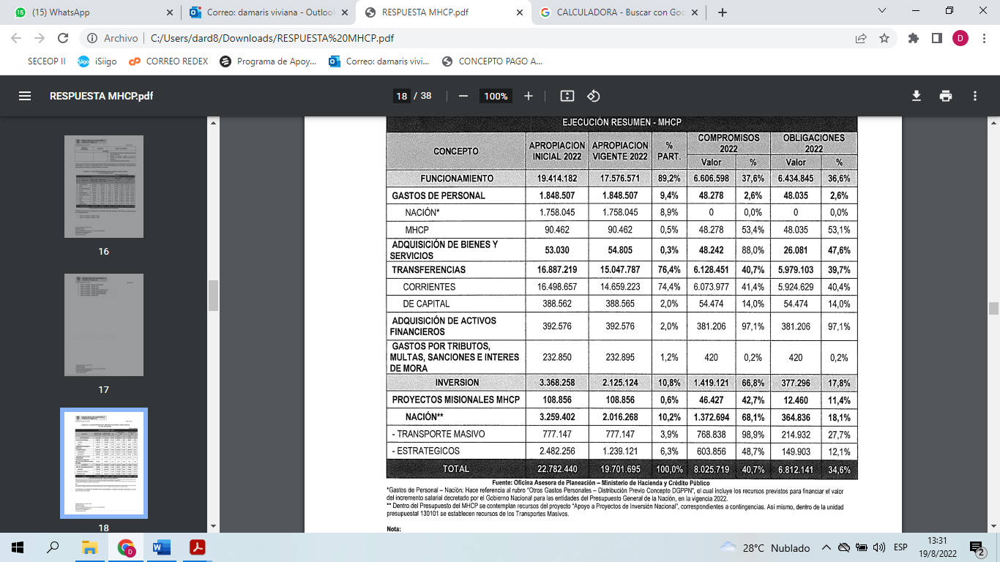 (15) WhatsApp
Correo: damaris viviana - Outlook
RESPUESTA MHCP.pdf
CALCULADORA - Buscar con Goo
Archivo
C:/Users/dard8/Downloads/RESPUESTA%20MHCP.pdf
D
SECEOP II
iSiigo
CORREO REDEX
Programa de Apoy...
Correo: damaris vivi...
CONCEPTO PAGO A...
RESPUESTA MHCP.pdf
18 / 38
100%
16
17
18
EJECUCIÓN RESUMEN - MHCP
CONCEPTO APROPIACION INICIAL 2022 APROPIACION VIGENTE 2022 % PART. COMPROMISOS 2022 OBLIGACIONES 2022
Valor % Valor %
FUNCIONAMIENTO 19.414.182 17.576.571 89,2% 6.606.598 37,6% 6.434.845 36,6%
GASTOS DE PERSONAL 1.848.507 1.848.507 9,4% 48.278 2,6% 48.035 2,6%
NACIÓN* 1.758.045 1.758.045 8,9% 0 0,0% 0 0,0%
MHCP 90.462 90.462 0,5% 48.278 53,4% 48.035 53,1%
ADQUISICIÓN DE BIENES Y
SERVICIOS 53.030 54.805 0,3% 48.242 88,0% 26.081 47,6%
TRANSFERENCIAS 16.887.219 15.047.787 76,4% 6.128.451 40,7% 5.979.103 39,7%
CORRIENTES 16.498.657 14.659.223 74,4% 6.073.977 41,4% 5.924.629 40,4%
DE CAPITAL 388.562 388.565 2,0% 54.474 14,0% 54.474 14,0%
ADQUISICIÓN DE ACTIVOS
FINANCIEROS 392.576 392.576 2,0% 381.206 97,1% 381.206 97,1%
GASTOS POR TRIBUTOS,
MULTAS, SANCIONES E INTERES 232.850 232.895 1,2% 420 0,2% 420 0,2%
DE MORA
INVERSION 3.368.258 2.125.124 10,8% 1.419.121 66,8% 377.296 17,8%
PROYECTOS MISIONALES MHCP 108.856 108.856 0,6% 46.427 42,7% 12.460 11,4%
NACIÓN** 3.259.402 2.016.268 10,2% 1.372.694 68,1% 364.836 18,1%
- TRANSPORTE MASIVO 777.147 777.147 3,9% 768.838 98,9% 214.932 27,7%
- ESTRATEGICOS 2.482.256 1.239.121 6,3% 603.856 48,7% 149.903 12,1%
TOTAL 22.782.440 19.701.695 100,0% 8.025.719 40,7% 6.812.141 34,6%
Fuente: Oficina Asesora de Planeación – Ministerio de Hacienda y Crédito Público
*Gastos de Personal – Nación: Hace referencia al rubro "Otros Gastos Personales – Distribución Previo Concepto DGPPN", el cual incluye los recursos previstos para financiar el valor
del incremento salarial decretado por el Gobierno Nacional para las entidades del Presupuesto General de la Nación, en la vigencia 2022.
** Dentro del Presupuesto del MHCP se contemplan recursos del proyecto "Apoyo a Proyectos de Inversión Nacional", correspondientes a contingencias. Así mismo, dentro de la unidad
presupuestal 130101 se establecen recursos de los Transportes Masivos.
Nota:
28°C Nublado
ESP
13:31
19/8/2022
2